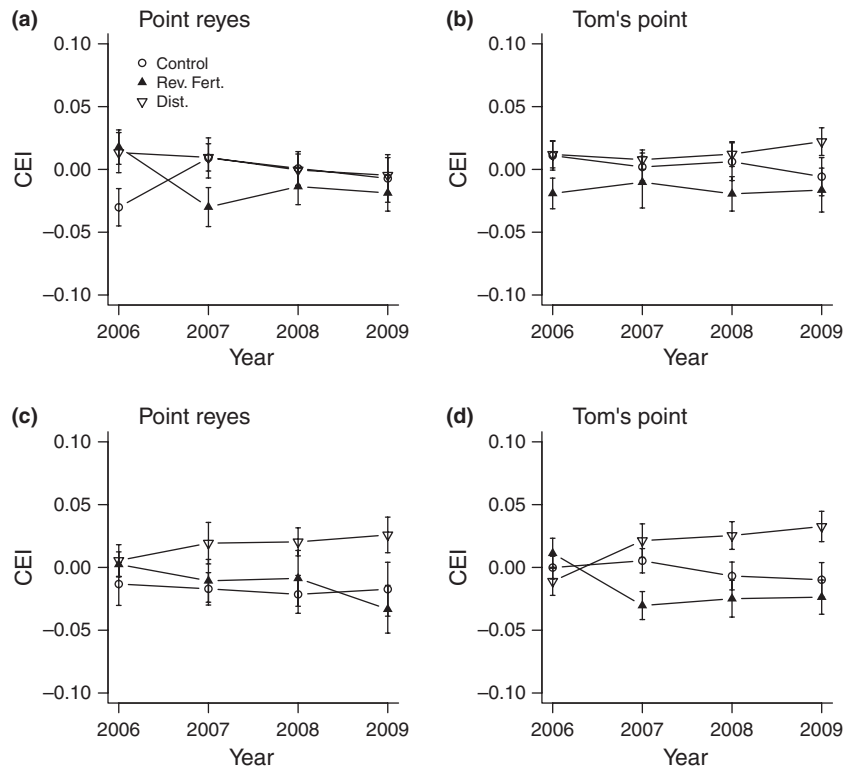 (a) Point reyes
0.10
0.05
0.00
−0.05
−0.10
CEI
Control
Rev. Fert.
Dist.
2006 2007 2008 2009
Year
(b) Tom's point
0.10
0.05
0.00
−0.05
−0.10
CEI
2006 2007 2008 2009
Year
(c) Point reyes
0.10
0.05
0.00
−0.05
−0.10
CEI
2006 2007 2008 2009
Year
(d) Tom's point
0.10
0.05
0.00
−0.05
−0.10
CEI
2006 2007 2008 2009
Year